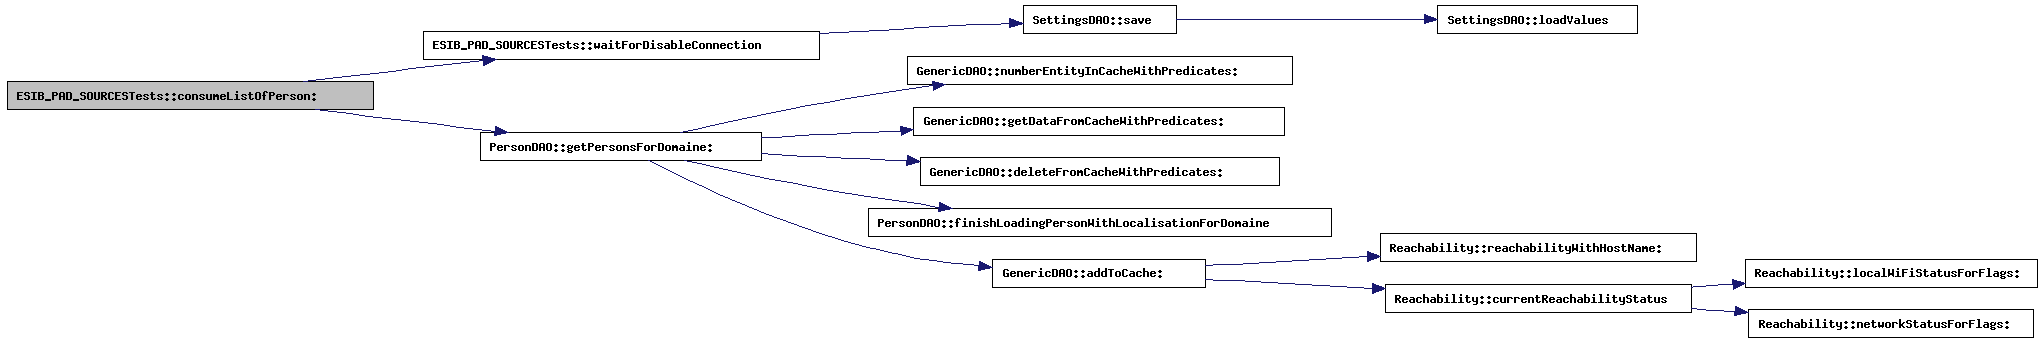 SettingsDAO::save
SettingsDAO::loadValues
ESIB_PAD_SOURCESTests::waitForDisableConnection
GenericDAO::numberEntityInCacheWithPredicates:
ESIB_PAD_SOURCESTests::consumeListOfPerson:
GenericDAO::getDataFromCacheWithPredicates:
PersonDAO::getPersonsForDomaine:
GenericDAO::deleteFromCacheWithPredicates:
PersonDAO::finishLoadingPersonWithLocalisationForDomaine
Reachability::reachabilityWithHostName:
GenericDAO::addToCache:
Reachability::localWiFiStatusForFlags:
Reachability::currentReachabilityStatus
Reachability::networkStatusForFlags: